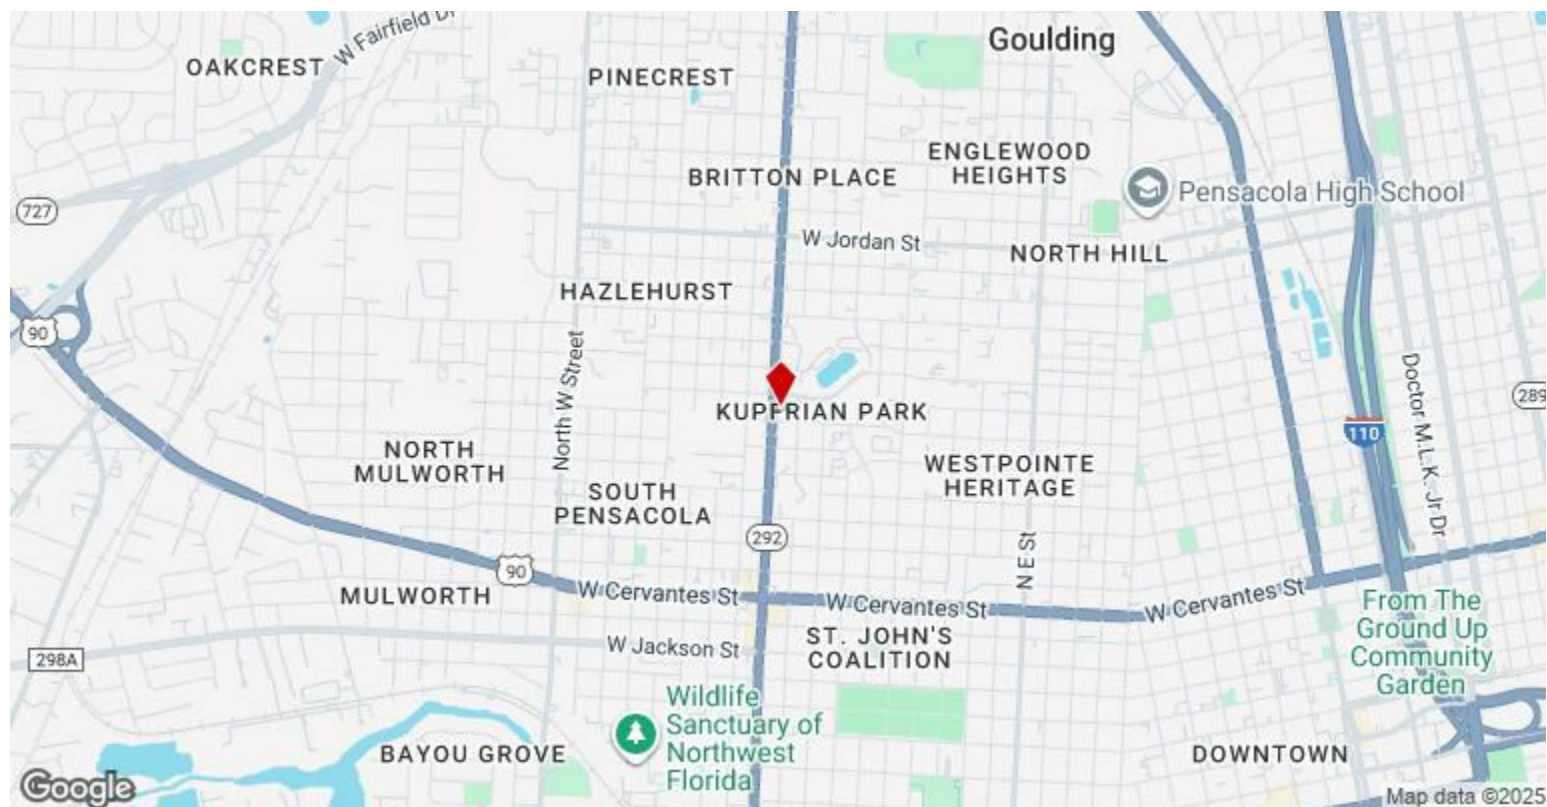 Goulding
W Fairfield Dr
OAKCREST
PINECREST
ENGLEWOOD
HEIGHTS
BRITTON PLACE
Pensacola High School
727
W Jordan St
NORTH HILL
HAZLEHURST
90
North W Street
Doctor M.L.K. Jr Dr
289
KUPFRIAN PARK
110
NORTH
MULWORTH
WESTPOINTE
HERITAGE
SOUTH
PENSACOLA
292
N E St
90
MULWORTH
W Cervantes St
W Cervantes St
W Cervantes St
From The
Ground Up
Community
Garden
W Jackson St
ST. JOHN'S
COALITION
298A
Wildlife
Sanctuary of
Northwest
Florida
BAYOU GROVE
DOWNTOWN
Google
Map data ©2025